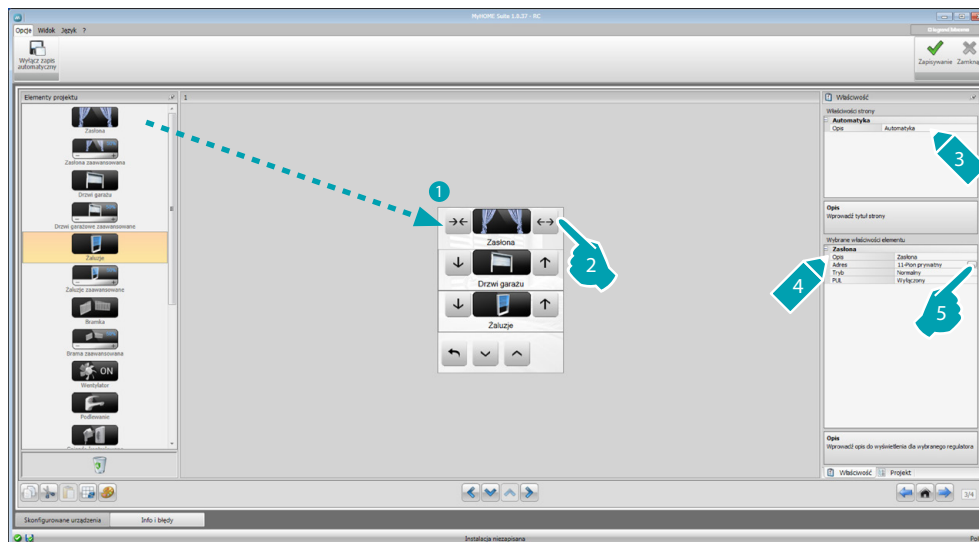 MyHOME Suite 1.0.37 - RC
Opcje Widok Język ?
Wyłącz zapis
automatyczny
Zapisywanie Zamknąć
Elementy projektu
1
Właściwość
Zasłona
Zasłona zaawansowana
Drzwi garażu
Drzwi garażowe zaawansowane
Żaluzje
Żaluzje zaawansowane
Bramka
Brama zaawansowana
ON
Wentylator
Podlewanie
1
Zasłona
2
Drzwi garażu
Żaluzje
Właściwości strony
Automatyka
Opis Automatyka
3
Opis
Wprowadź tytuł strony
Wybrane właściwości elementu
Zasłona
Opis Zasłona
Adres 11-Pon prywatny
Tryb Normalny
PUL Wyłączony
4
5
Opis
Wprowadź opis do wyświetlenia dla wybranego regulatora
Właściwość Projekt
3/4
Skonfigurowane urządzenia Info i błędy
Instalacja niezapisana